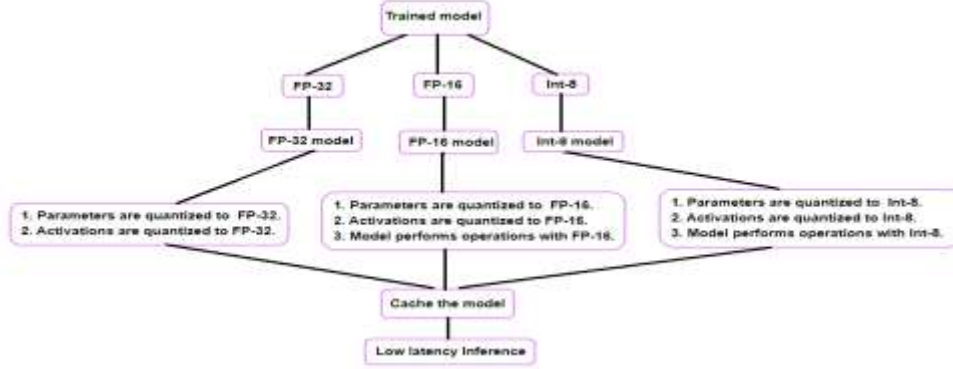 Trained model
FP-32
FP-16
Int-8
FP-32 model
FP-16 model
Int-8 model
1. Parameters are quantized to FP-32.
2. Activations are quantized to FP-32.
1. Parameters are quantized to FP-16.
2. Activations are quantized to FP-16.
3. Model performs operations with FP-16.
1. Parameters are quantized to Int-8.
2. Activations are quantized to Int-8.
3. Model performs operations with Int-8.
Cache the model
Low latency Inference